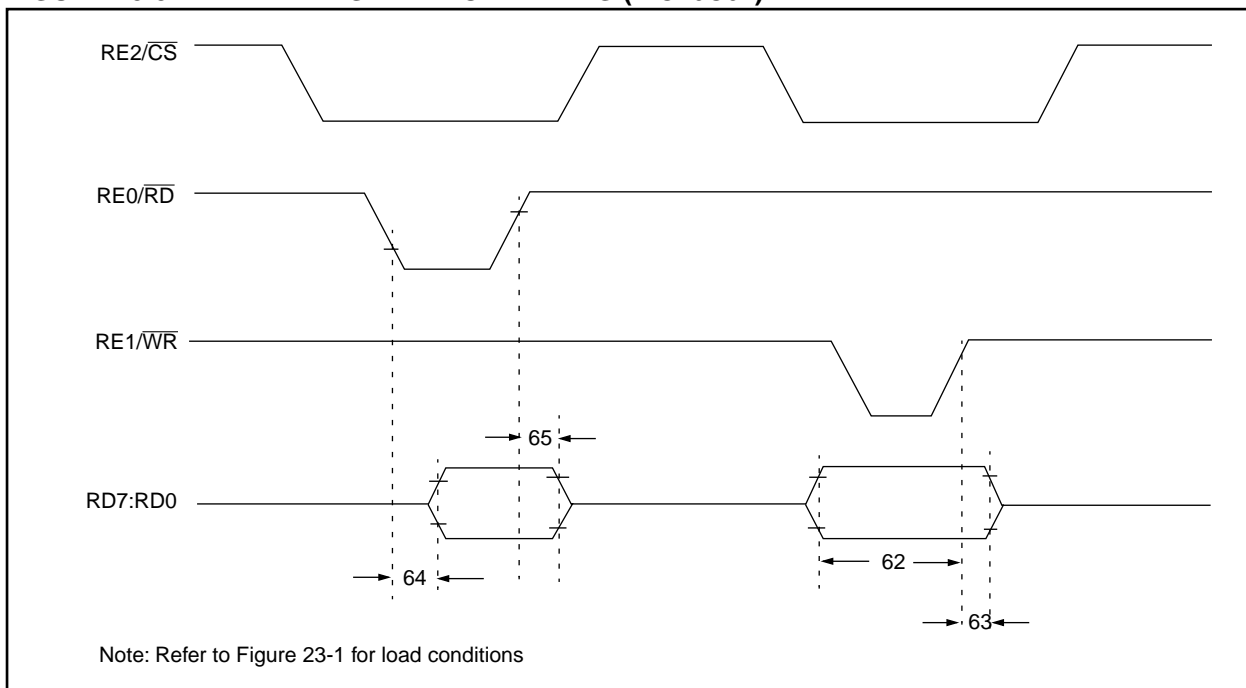 RE2/CS
RE0/RD
RE1/WR
65
RD7:RD0
64
62
63
Note: Refer to Figure 23-1 for load conditions